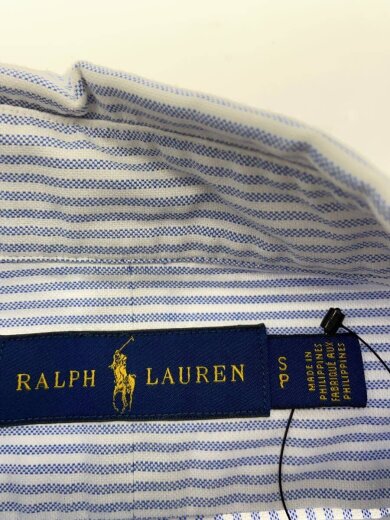 RALPH LAUREN
S
P
MADE IN
PHILIPPINES
FABRIQUÉ AUX
PHILIPPINES